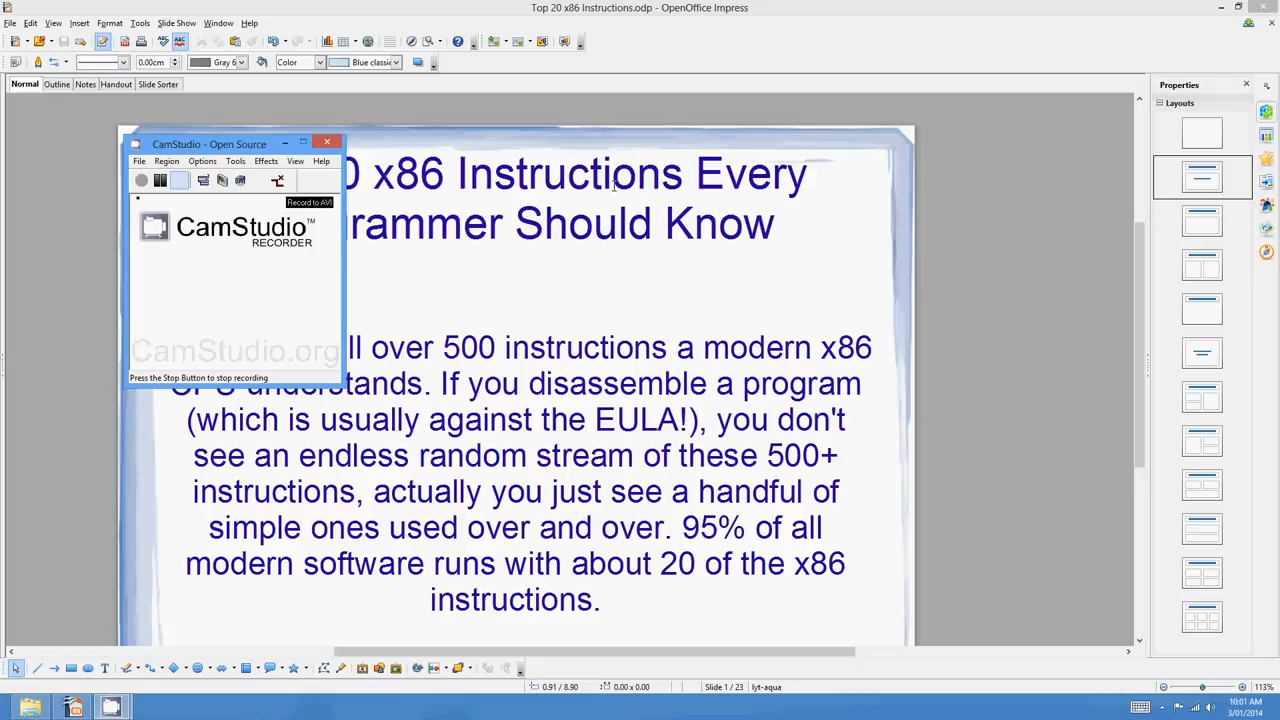 Top 20 x86 Instructions.odp - OpenOffice Impress
File Edit View Insert Format Tools Slide Show Window Help
0.00cm Gray 6 Color Blue classic
Normal Outline Notes Handout Slide Sorter
Properties
Layouts
CamStudio - Open Source
File Region Options Tools Effects View Help
Record to AVI
CamStudio™
RECORDER
CamStudio.org
Press the Stop Button to stop recording
0 x86 Instructions Every
grammer Should Know
ll over 500 instructions a modern x86
CPU understands. If you disassemble a program
(which is usually against the EULA!), you don't
see an endless random stream of these 500+
instructions, actually you just see a handful of
simple ones used over and over. 95% of all
modern software runs with about 20 of the x86
instructions.
0.91 / 8.90 0.00 x 0.00 Slide 1 / 23 lyt-aqua 113%
10:01 AM
3/01/2014